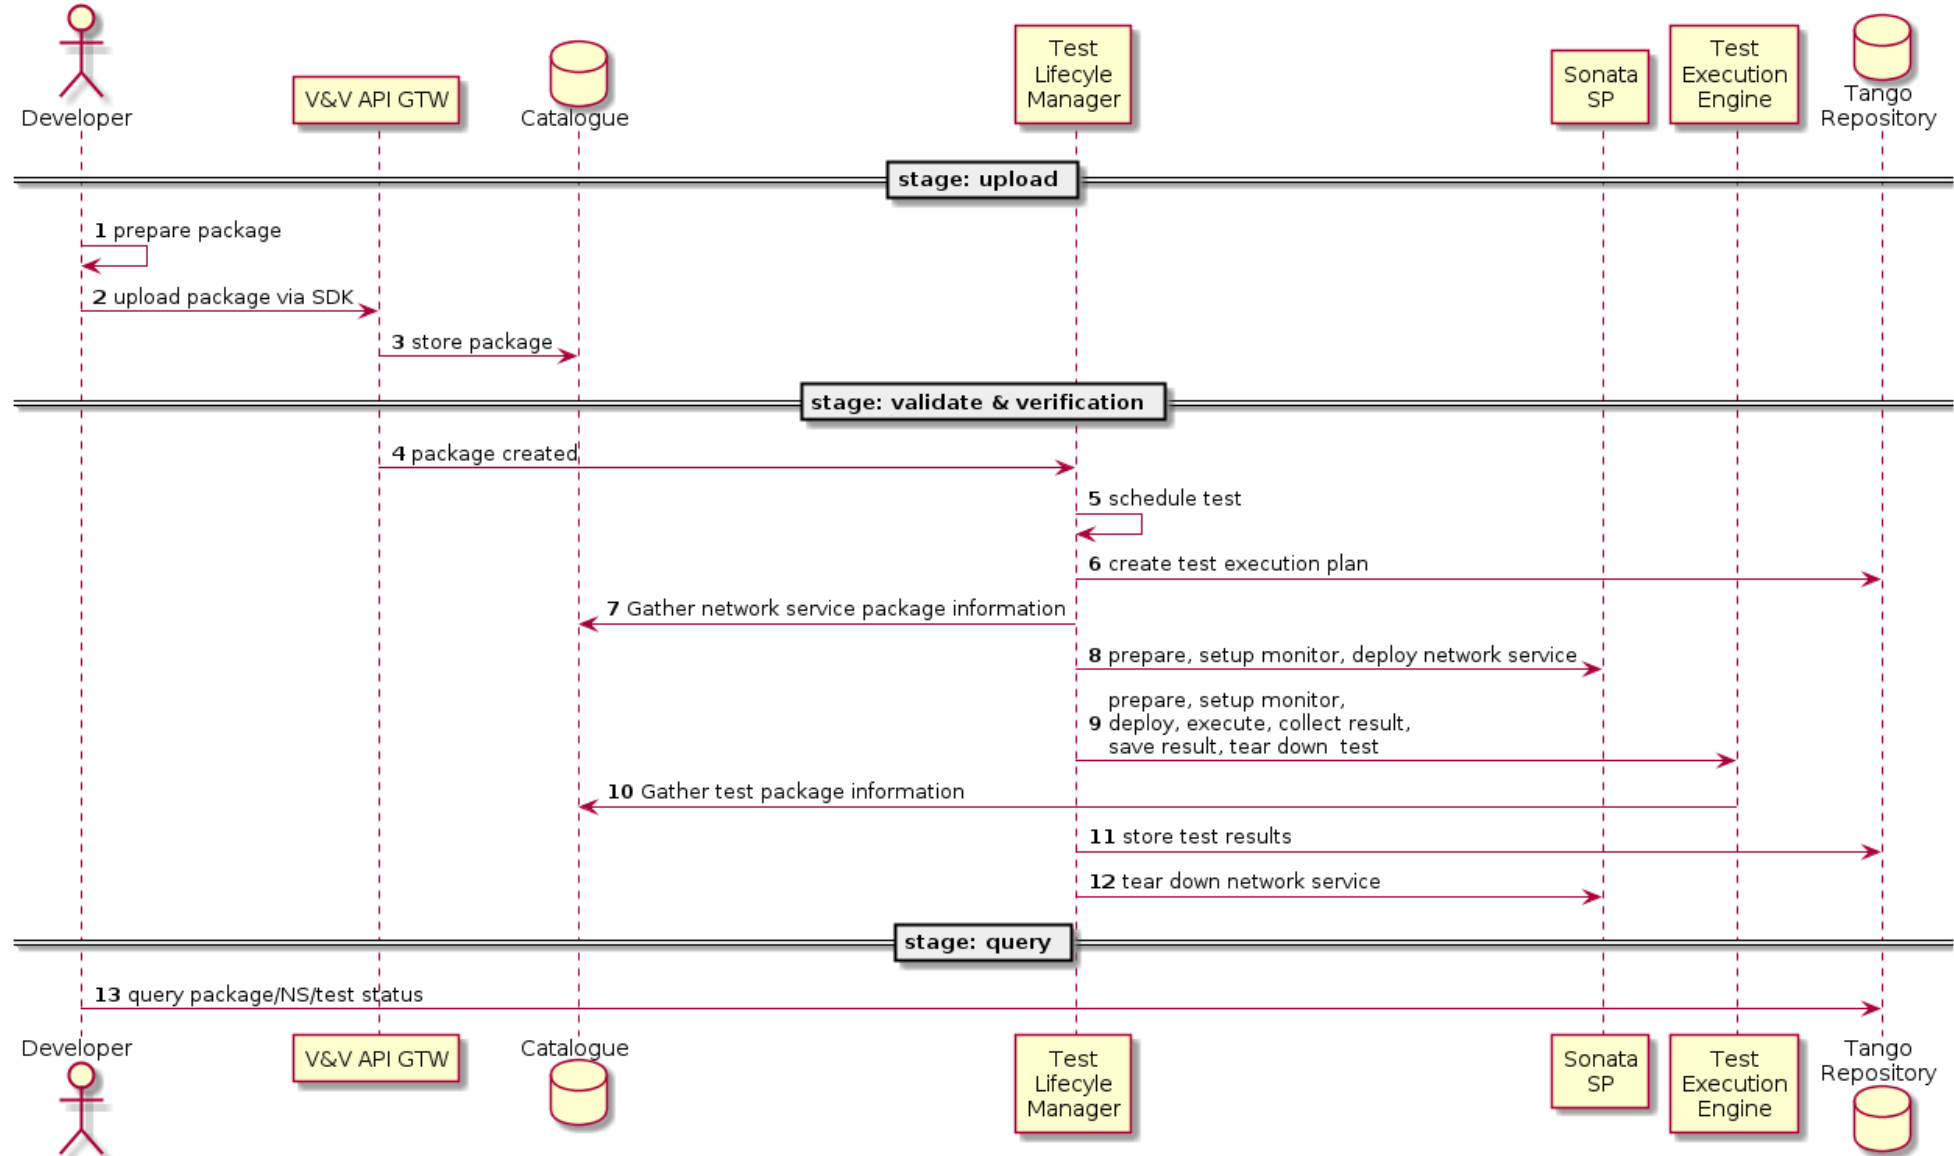 Developer
V&V API GTW
Catalogue
Test
Lifecyle
Manager
Sonata
SP
Test
Execution
Engine
Tango
Repository
stage: upload
1 prepare package
2 upload package via SDK
3 store package
stage: validate & verification
4 package created
5 schedule test
6 create test execution plan
7 Gather network service package information
8 prepare, setup monitor, deploy network service
prepare, setup monitor,
9 deploy, execute, collect result,
save result, tear down  test
10 Gather test package information
11 store test results
12 tear down network service
stage: query
13 query package/NS/test status
Developer
V&V API GTW
Catalogue
Test
Lifecyle
Manager
Sonata
SP
Test
Execution
Engine
Tango
Repository